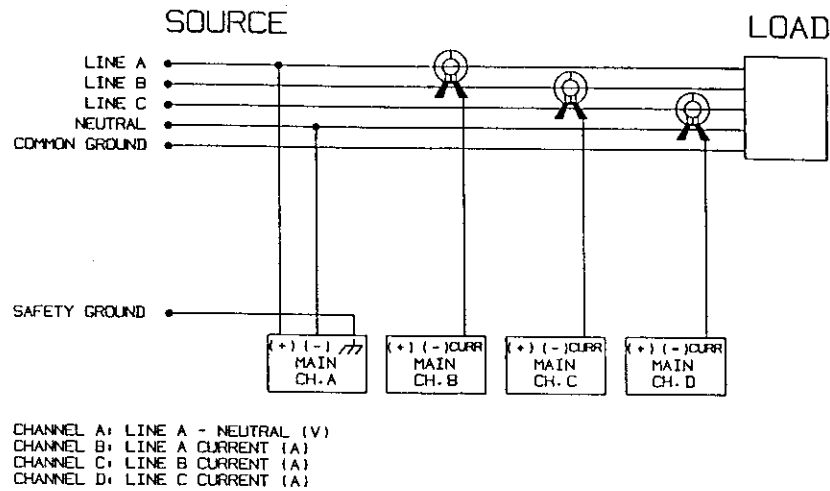 SOURCE
LOAD
LINE A
LINE B
LINE C
NEUTRAL
COMMON GROUND
SAFETY GROUND
(+) (-)
MAIN
CH. A
(+) (-)CURR
MAIN
CH. B
(+) (-)CURR
MAIN
CH. C
(+) (-)CURR
MAIN
CH. D
CHANNEL A: LINE A - NEUTRAL (V)
CHANNEL B: LINE A CURRENT (A)
CHANNEL C: LINE B CURRENT (A)
CHANNEL D: LINE C CURRENT (A)